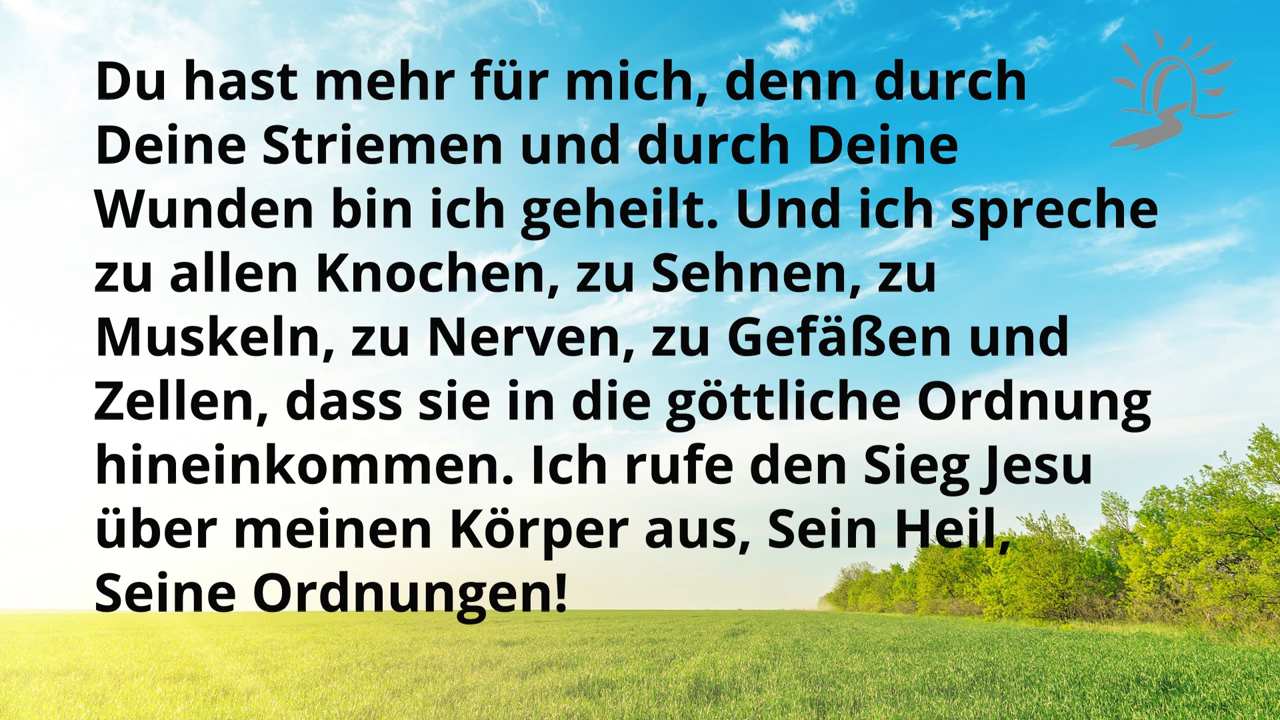 Du hast mehr für mich, denn durch
Deine Striemen und durch Deine
Wunden bin ich geheilt. Und ich spreche
zu allen Knochen, zu Sehnen, zu
Muskeln, zu Nerven, zu Gefäßen und
Zellen, dass sie in die göttliche Ordnung
hineinkommen. Ich rufe den Sieg Jesu
über meinen Körper aus, Sein Heil,
Seine Ordnungen!